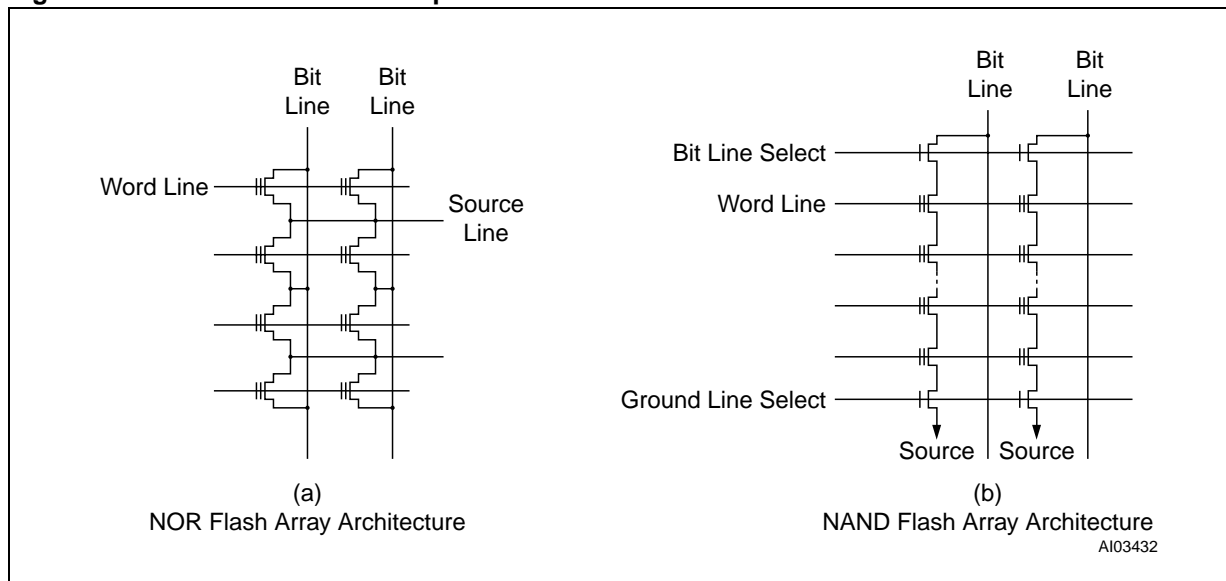 Bit
Line
Bit
Line
Word Line
Source
Line
(a)
NOR Flash Array Architecture
Bit
Line
Bit
Line
Bit Line Select
Word Line
Ground Line Select
Source
Source
(b)
NAND Flash Array Architecture
AI03432